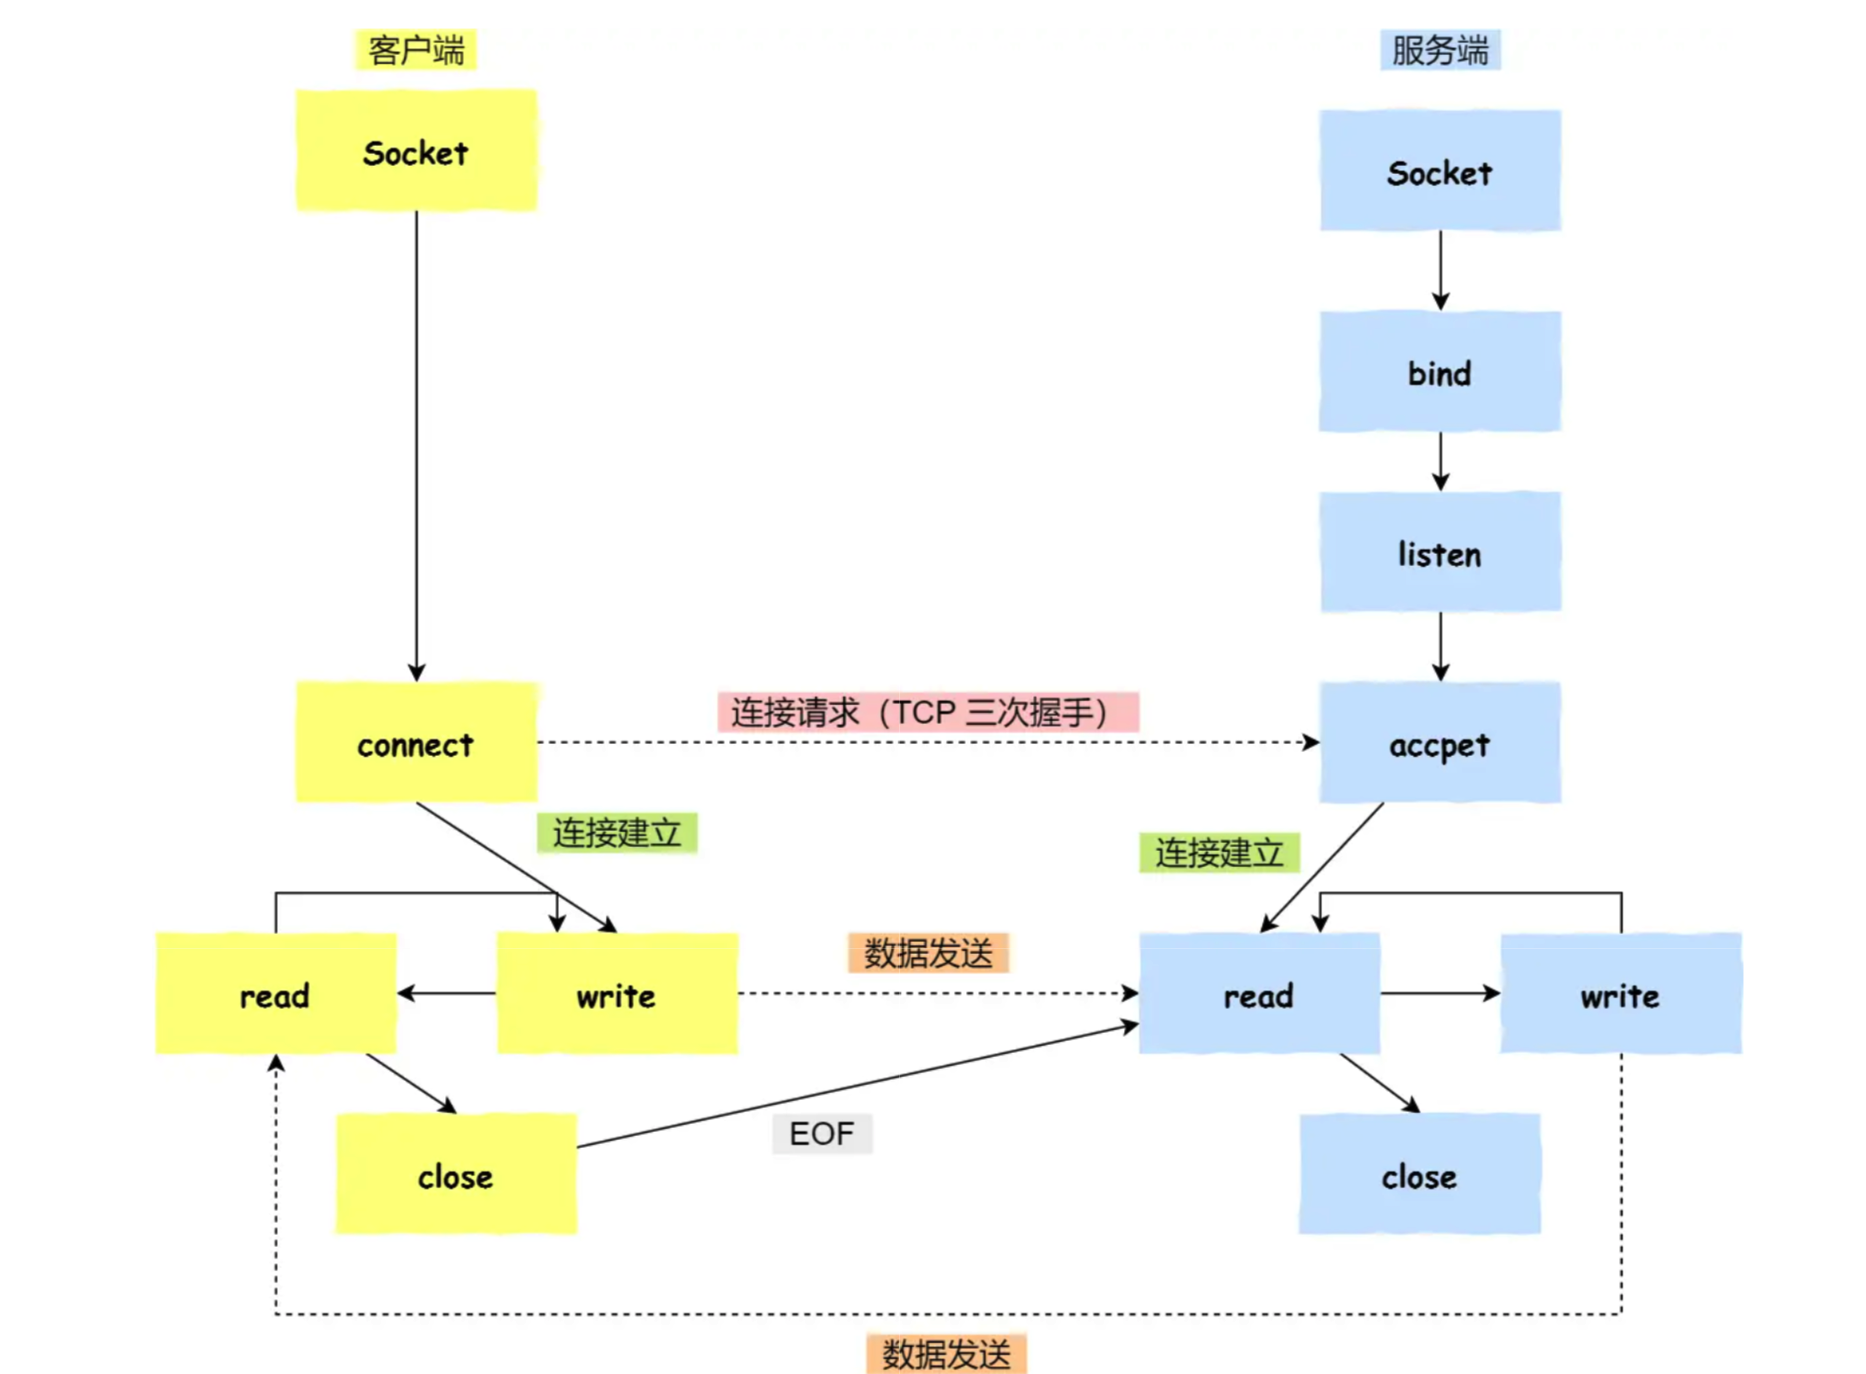 客户端
服务端
Socket
Socket
bind
listen
连接请求（TCP 三次握手）
connect
accpet
连接建立
连接建立
数据发送
read
write
read
write
EOF
close
close
数据发送